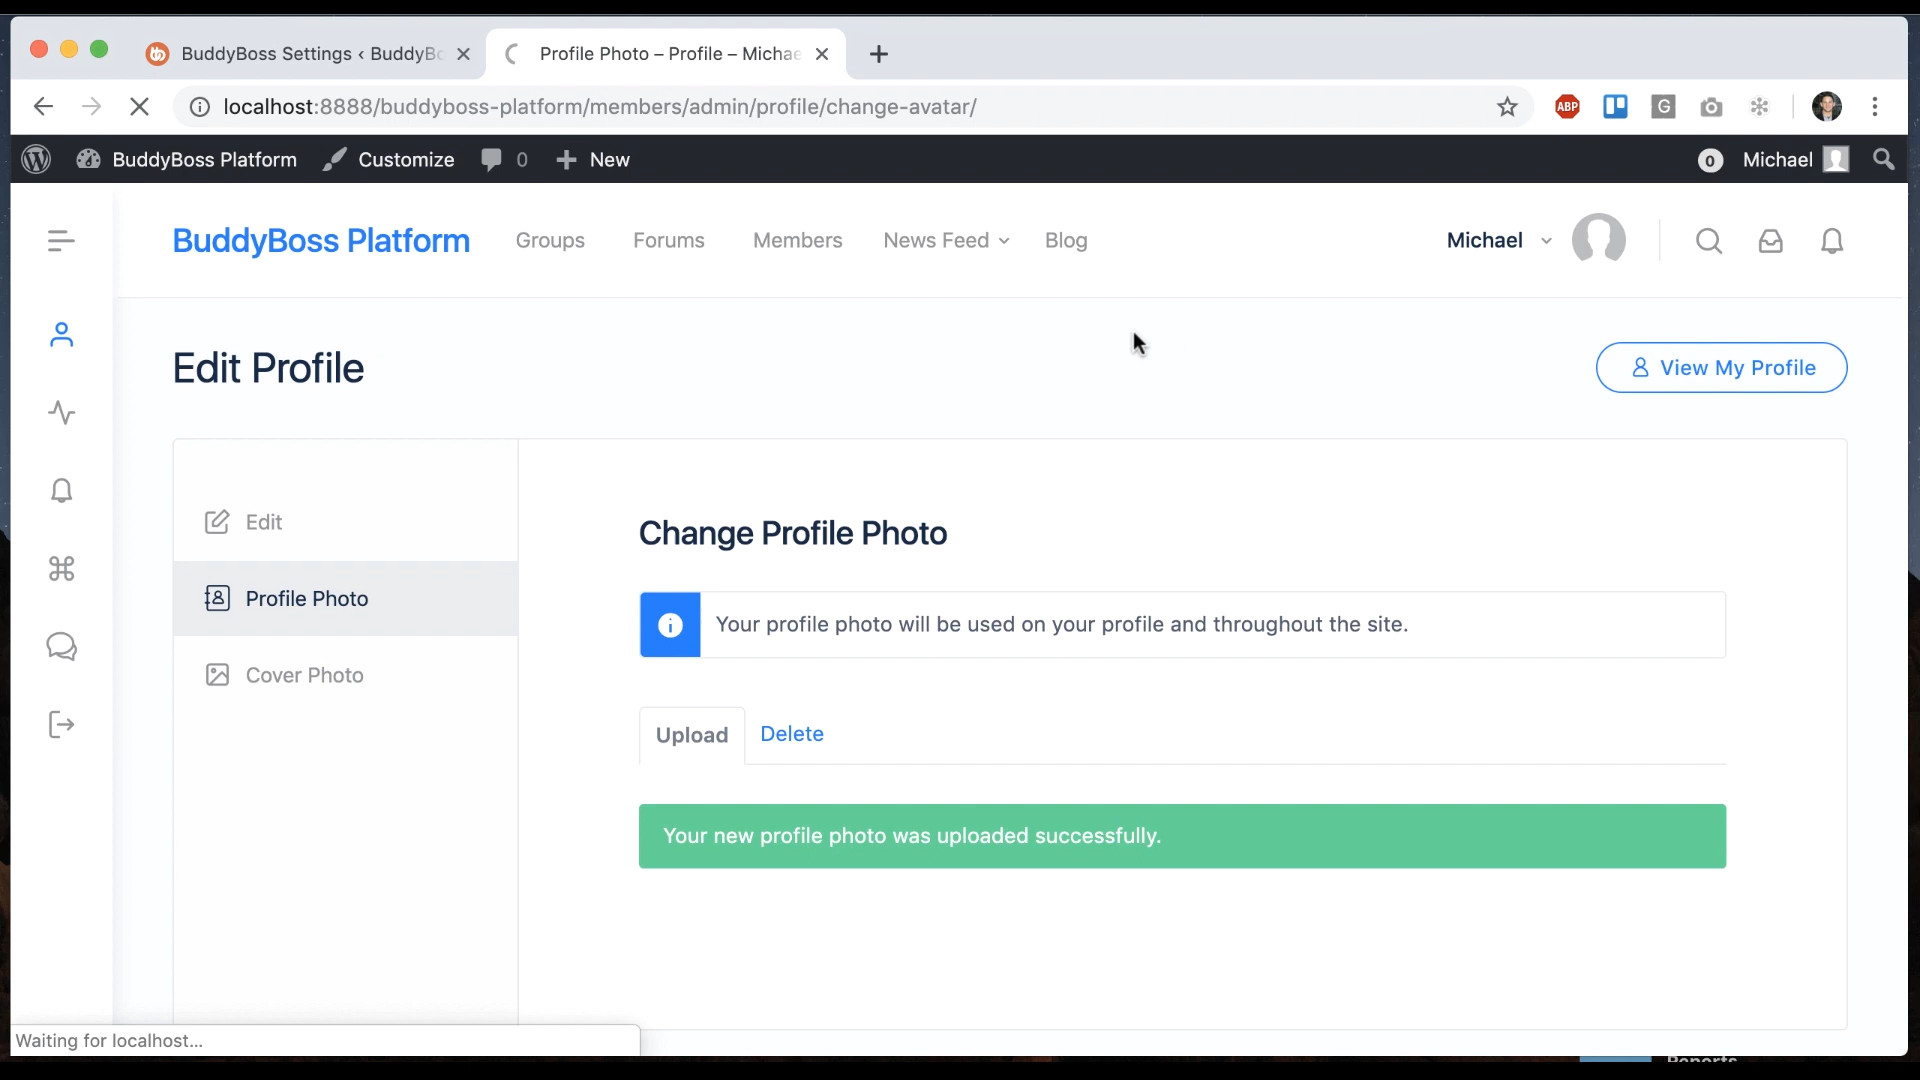 BuddyBoss Settings ‹ BuddyBo
Profile Photo – Profile – Michae
localhost:8888/buddyboss-platform/members/admin/profile/change-avatar/
ABP
G
BuddyBoss Platform
Customize
0
New
0
Michael
BuddyBoss Platform
Groups
Forums
Members
News Feed
Blog
Michael
Edit Profile
View My Profile
Edit
Profile Photo
Cover Photo
Change Profile Photo
Your profile photo will be used on your profile and throughout the site.
Upload
Delete
Your new profile photo was uploaded successfully.
Waiting for localhost...
Reports